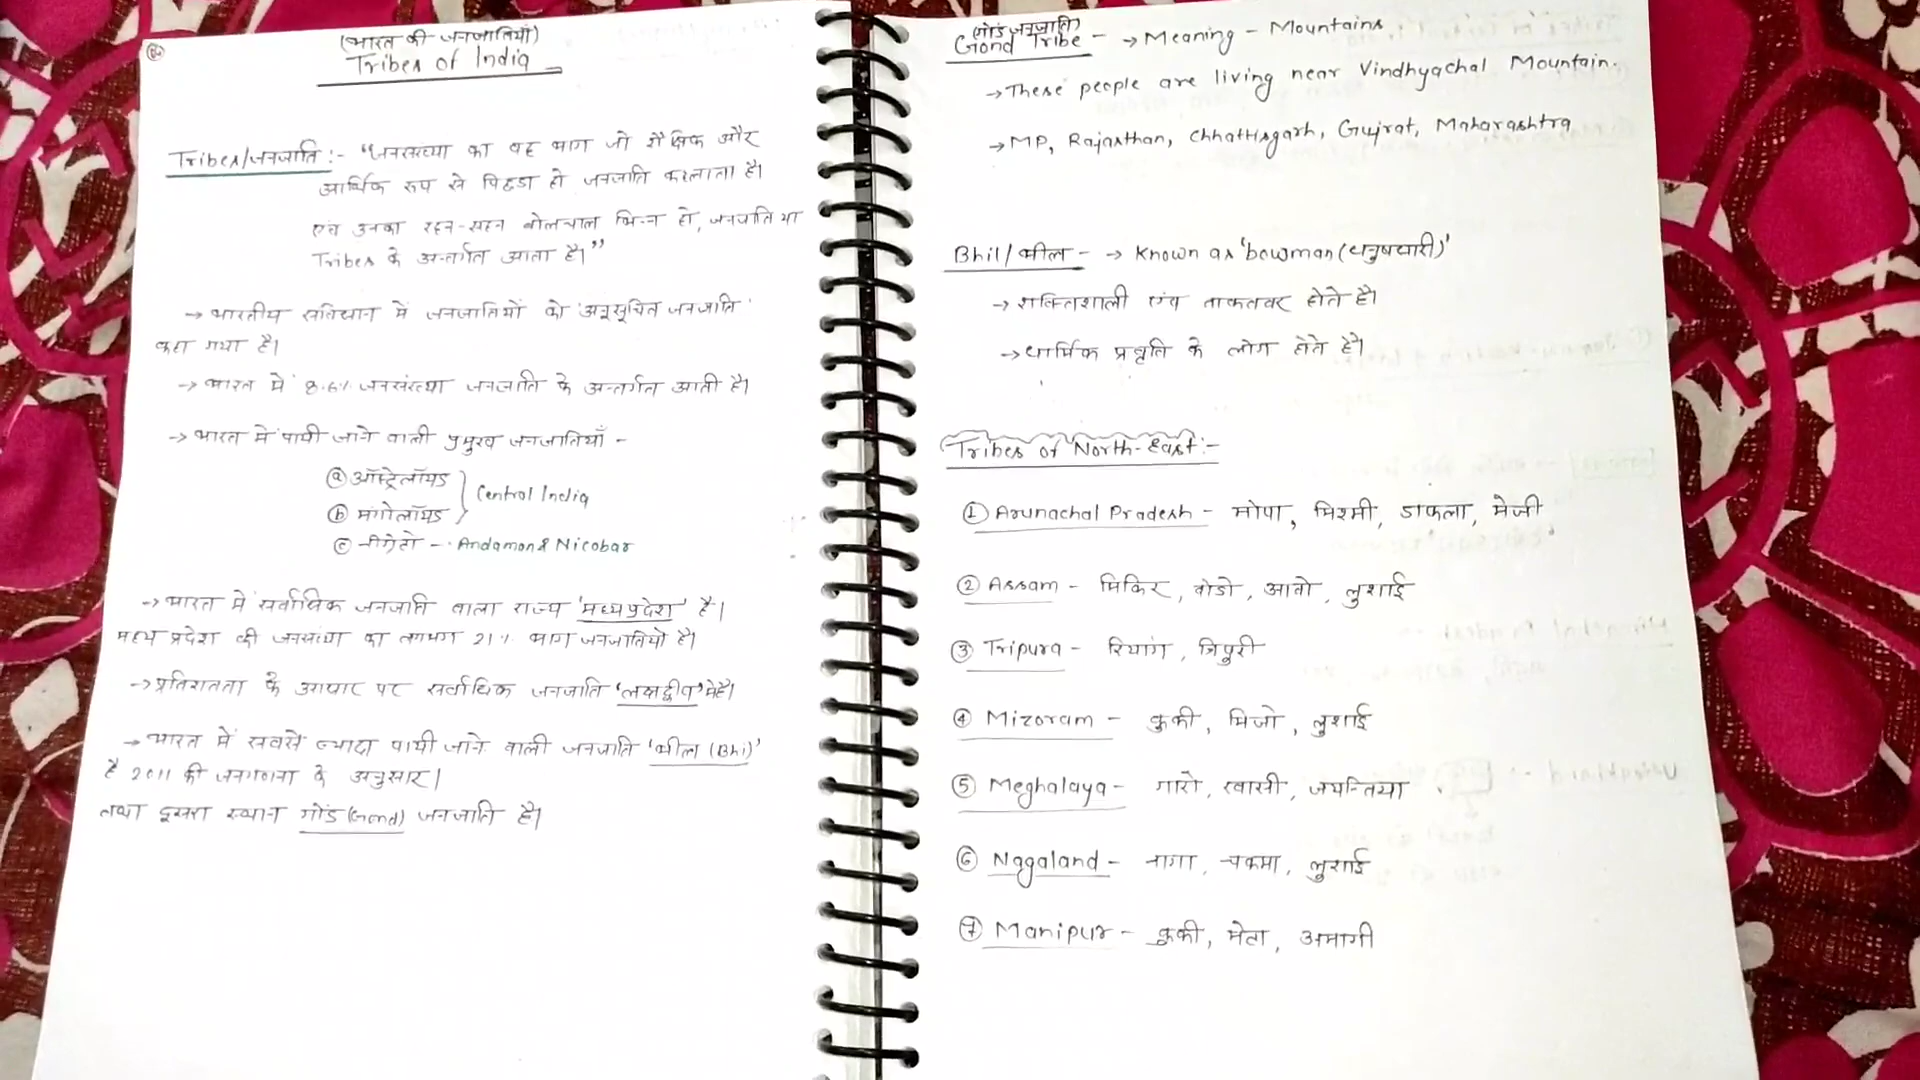 (भारत की जनजातियाँ)
Tribes of India
Tribes/जनजाति :- "जनसंख्या का वह भाग जो शैक्षिक और
आर्थिक रूप से पिछडा हो जनजाति कहलाता है।
एवं उनका रहन-सहन बोलचाल भिन्न हो, जनजाति या
Tribes के अन्तर्गत आता है।"
→ भारतीय संविधान में जनजातियों को 'अनुसूचित जनजाति'
कहा गया है।
→ भारत में 8.6% जनसंख्या जनजाति के अन्तर्गत आती है।
→ भारत में पायी जाने वाली प्रमुख जनजातियाँ -
ⓐ ऑस्ट्रेलॉयड
ⓑ मंगोलॉयड } Central India
ⓒ नीग्रेटो - Andaman & Nicobar
→ भारत में सर्वाधिक जनजाति वाला राज्य 'मध्यप्रदेश' है।
मध्य प्रदेश की जनसंख्या का लगभग 21% भाग जनजातियों है।
→ प्रतिशतता के आधार पर सर्वाधिक जनजाति 'लक्षद्वीप' में है।
→ भारत में सबसे ज्यादा पायी जाने वाली जनजाति 'भील (Bhil)'
है 2011 की जनगणना के अनुसार।
तथा दूसरा स्थान गोंड (Gond) जनजाति है।
(गोंड जनजाति)
Gond Tribe - → Meaning - Mountains
→ These people are living near Vindhyachal Mountain.
→ MP, Rajasthan, Chhattisgarh, Gujrat, Maharashtra
Bhil/भील - → Known as 'bowman (धनुषधारी)'
→ शक्तिशाली एंव ताकतवर होते है।
→ धार्मिक प्रवृति के लोग होते है।
Tribes of North-East:-
① Arunachal Pradesh - मोपा, मिश्मी, डाफला, मेजी
② Assam - मिकिर, बोडो, आबो, लुशाई
③ Tripura - रियांग, त्रिपुरी
④ Mizoram - कुकी, मिजो, लुशाई
⑤ Meghalaya - गारो, खासी, जयन्तिया
⑥ Nagaland - नागा, चकमा, लुशाई
⑦ Manipur - कुकी, मेता, अमागी